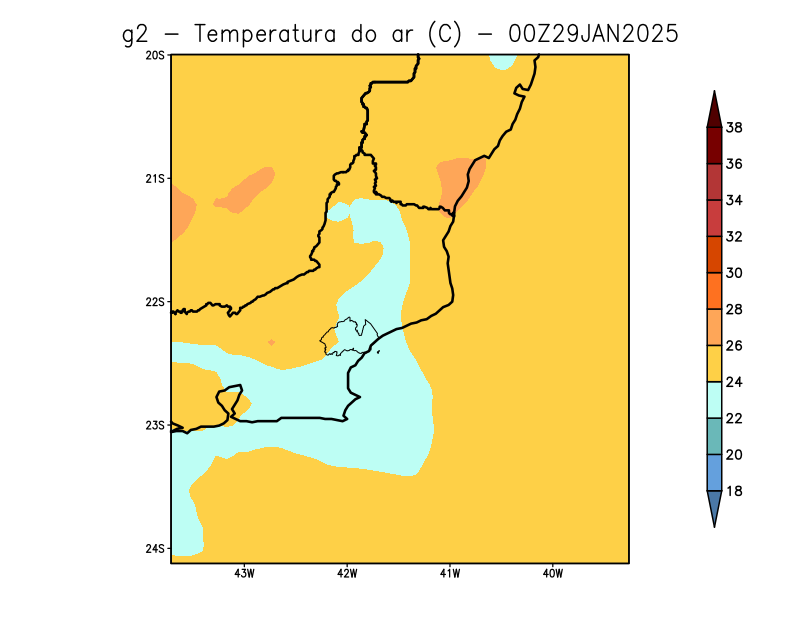 g2 – Temperatura do ar (C) – 00Z29JAN2025
20S
21S
22S
23S
24S
43W
42W
41W
40W
38
36
34
32
30
28
26
24
22
20
18